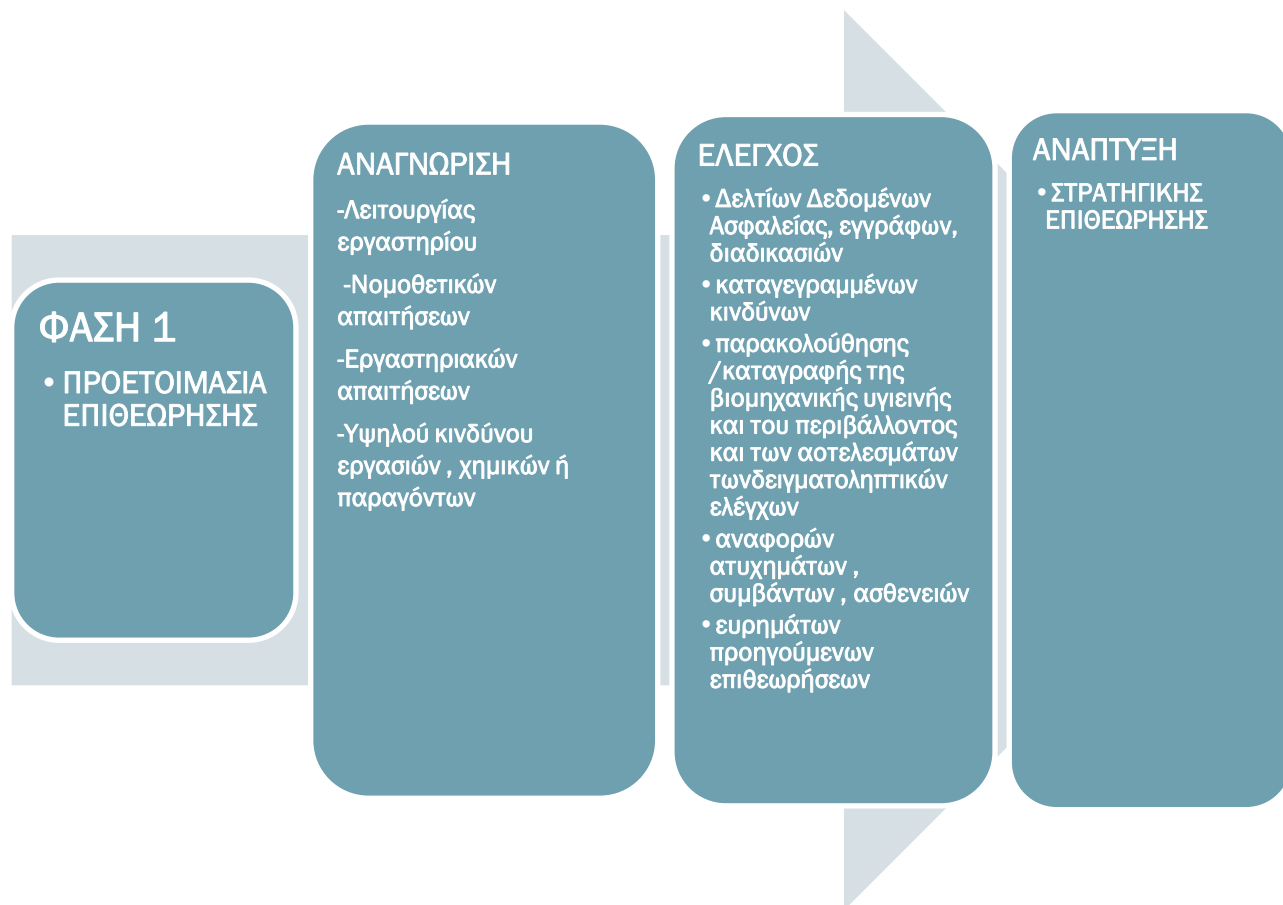 ΦΑΣΗ 1
• ΠΡΟΕΤΟΙΜΑΣΙΑ
ΕΠΙΘΕΩΡΗΣΗΣ
ΑΝΑΓΝΩΡΙΣΗ
-Λειτουργίας
εργαστηρίου
-Νομοθετικών
απαιτήσεων
-Εργαστηριακών
απαιτήσεων
-Υψηλού κινδύνου
εργασιών , χημικών ή
παραγόντων
ΕΛΕΓΧΟΣ
• Δελτίων Δεδομένων
Ασφαλείας, εγγράφων,
διαδικασιών
• καταγεγραμμένων
κινδύνων
• παρακολούθησης
/καταγραφής της
βιομηχανικής υγιεινής
και του περιβάλλοντος
και των αοτελεσμάτων
τωνδειγματοληπτικών
ελέγχων
• αναφορών
ατυχημάτων ,
συμβάντων , ασθενειών
• ευρημάτων
προηγούμενων
επιθεωρήσεων
ΑΝΑΠΤΥΞΗ
• ΣΤΡΑΤΗΓΙΚΗΣ
ΕΠΙΘΕΩΡΗΣΗΣ